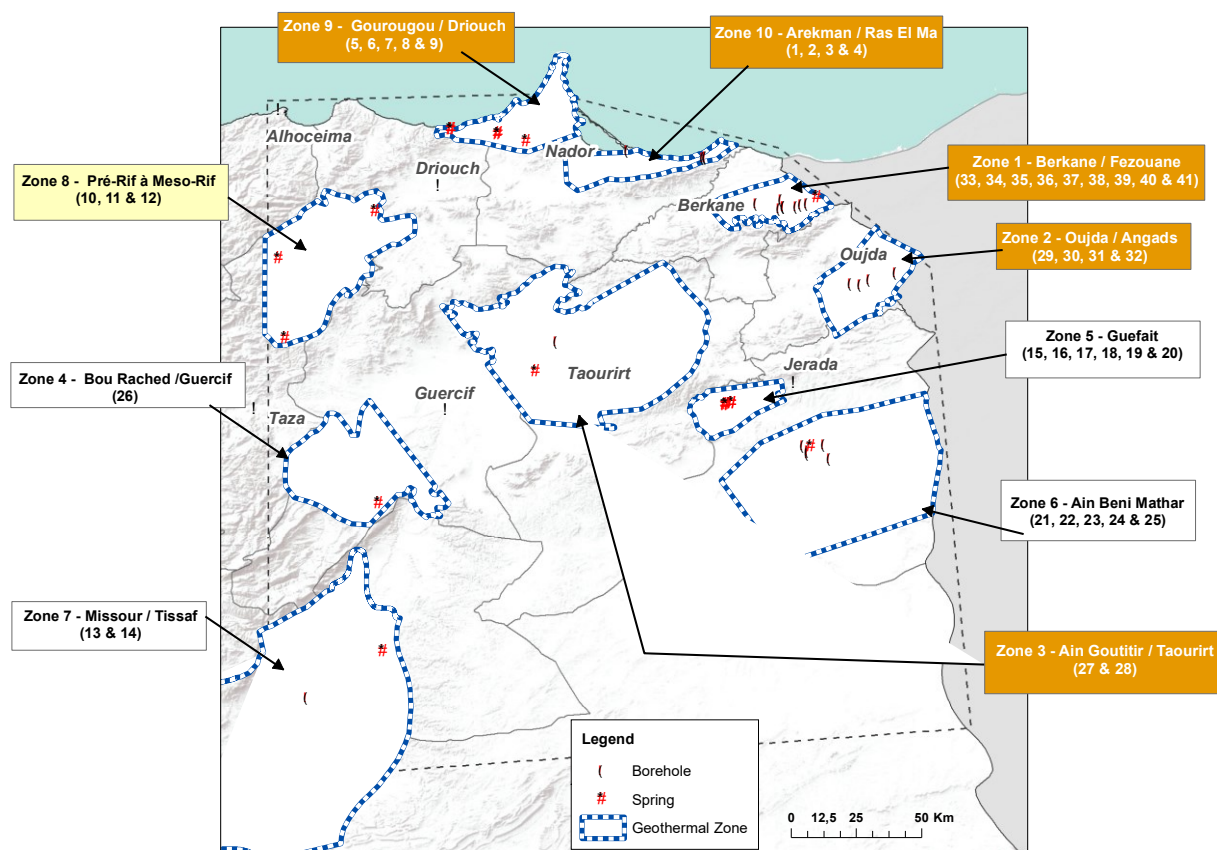 Zone 9 - Gourougou / Driouch
(5, 6, 7, 8 & 9)
Zone 10 - Arekman / Ras El Ma
(1, 2, 3 & 4)
Alhoceima
Nador
Driouch
Zone 8 - Pré-Rif à Meso-Rif
(10, 11 & 12)
Zone 1 - Berkane / Fezouane
(33, 34, 35, 36, 37, 38, 39, 40 & 41)
Berkane
Zone 2 - Oujda / Angads
(29, 30, 31 & 32)
Oujda
Zone 5 - Guefait
(15, 16, 17, 18, 19 & 20)
Jerada
Taourirt
Guercif
Zone 4 - Bou Rached /Guercif
(26)
Taza
Zone 6 - Ain Beni Mathar
(21, 22, 23, 24 & 25)
Zone 7 - Missour / Tissaf
(13 & 14)
Zone 3 - Ain Goutitir / Taourirt
(27 & 28)
Legend
( Borehole
# Spring
Geothermal Zone
0 12,5 25 50 Km